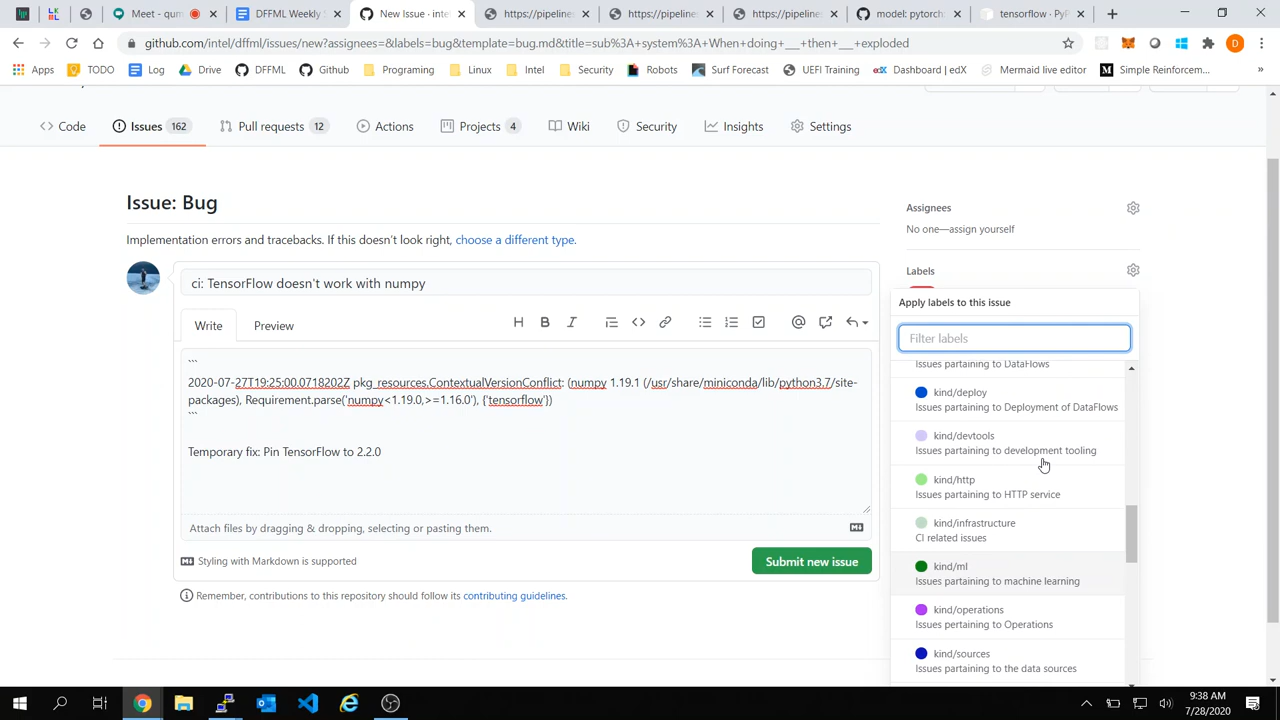 Meet - qum
DFFML Weekly S
New Issue · inte
https://pipeline
https://pipeline
https://pipeline
model: pytorch
tensorflow · PyP
github.com/intel/dffml/issues/new?assignees=&labels=bug&template=bug.md&title=sub%3A+system%3A+When+doing+___+then+___+exploded
Apps
TODO
Log
Drive
DFFML
Github
Programing
Linux
Intel
Security
Robots
Surf Forecast
UEFI Training
Dashboard | edX
Mermaid live editor
Simple Reinforcem...
»
Code
Issues 162
Pull requests 12
Actions
Projects 4
Wiki
Security
Insights
Settings
Issue: Bug
Implementation errors and tracebacks. If this doesn't look right, choose a different type.
ci: TensorFlow doesn't work with numpy
Write
Preview
```
2020-07-27T19:25:00.0718202Z pkg_resources.ContextualVersionConflict: (numpy 1.19.1 (/usr/share/miniconda/lib/python3.7/site-
packages), Requirement.parse('numpy<1.19.0,>=1.16.0'), {'tensorflow'})
```
Temporary fix: Pin TensorFlow to 2.2.0
Attach files by dragging & dropping, selecting or pasting them.
Styling with Markdown is supported
Submit new issue
Remember, contributions to this repository should follow its contributing guidelines.
Assignees
No one—assign yourself
Labels
Apply labels to this issue
Filter labels
Issues pertaining to DataFlows
kind/deploy
Issues pertaining to Deployment of DataFlows
kind/devtools
Issues pertaining to development tooling
kind/http
Issues pertaining to HTTP service
kind/infrastructure
CI related issues
kind/ml
Issues pertaining to machine learning
kind/operations
Issues pertaining to Operations
kind/sources
Issues pertaining to the data sources
9:38 AM
7/28/2020